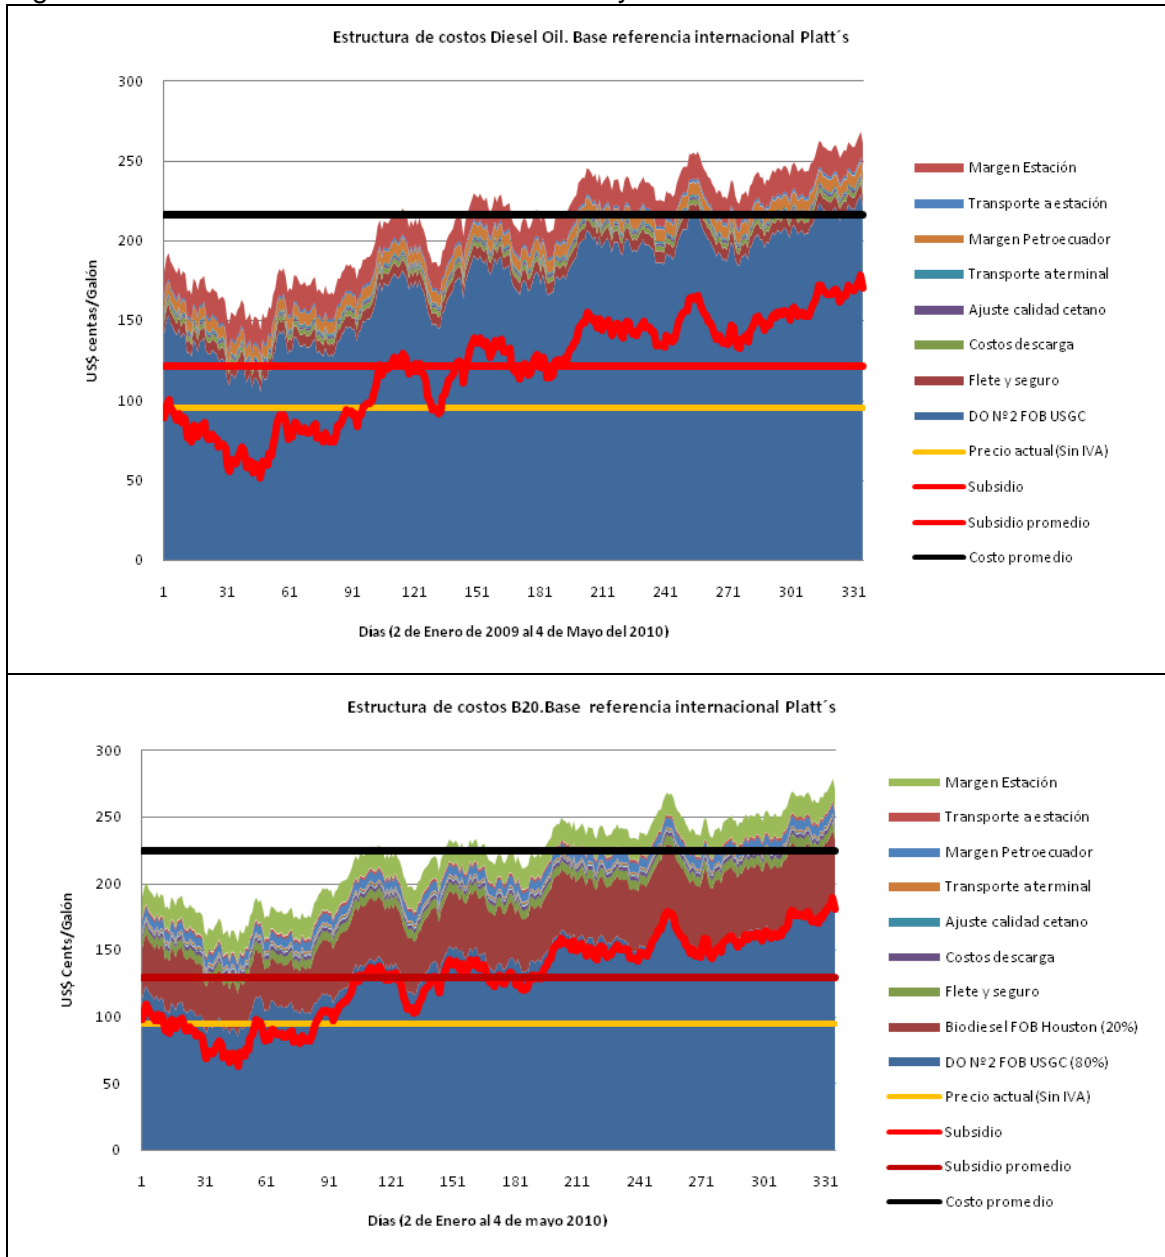 Estructura de costos Diesel Oil. Base referencia internacional Platt´s
US$ centas/Galón
300
250
200
150
100
50
0
1 31 61 91 121 151 181 211 241 271 301 331
Días (2 de Enero de 2009 al 4 de Mayo del 2010)
Margen Estación
Transporte a estación
Margen Petroecuador
Transporte a terminal
Ajuste calidad cetano
Costos descarga
Flete y seguro
DO Nº2 FOB USGC
Precio actual (Sin IVA)
Subsidio
Subsidio promedio
Costo promedio
Estructura de costos B20.Base referencia internacional Platt´s
US$ Cents/Galón
300
250
200
150
100
50
0
1 31 61 91 121 151 181 211 241 271 301 331
Días (2 de Enero al 4 de mayo 2010)
Margen Estación
Transporte a estación
Margen Petroecuador
Transporte a terminal
Ajuste calidad cetano
Costos descarga
Flete y seguro
Biodiesel FOB Houston (20%)
DO Nº2 FOB USGC (80%)
Precio actual (Sin IVA)
Subsidio
Subsidio promedio
Costo promedio